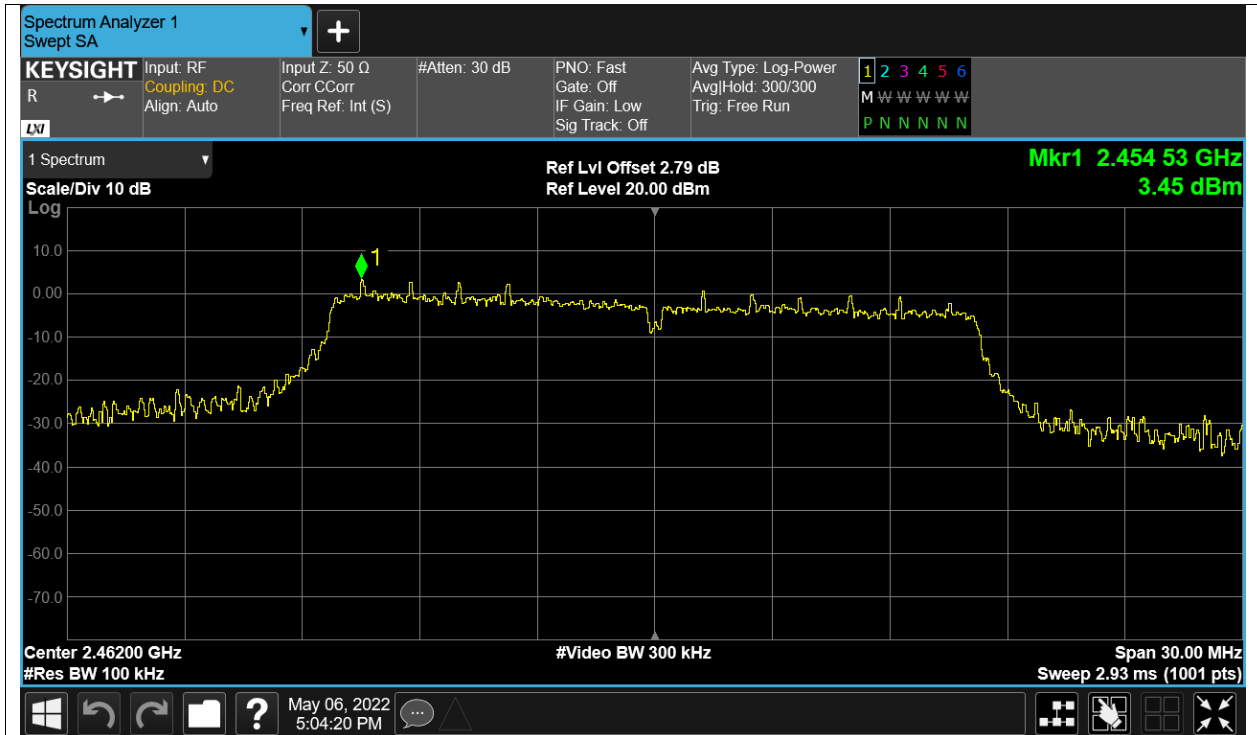 Spectrum Analyzer 1
Swept SA
KEYSIGHT
R
LXI
Input: RF
Coupling: DC
Align: Auto
Input Z: 50 Ω
Corr CCorr
Freq Ref: Int (S)
#Atten: 30 dB
PNO: Fast
Gate: Off
IF Gain: Low
Sig Track: Off
Avg Type: Log-Power
Avg|Hold: 300/300
Trig: Free Run
1 2 3 4 5 6
M W W W W W
P N N N N N
1 Spectrum
Scale/Div 10 dB
Log
Ref Lvl Offset 2.79 dB
Ref Level 20.00 dBm
Mkr1 2.454 53 GHz
3.45 dBm
1
10.0
0.00
-10.0
-20.0
-30.0
-40.0
-50.0
-60.0
-70.0
Center 2.46200 GHz
#Res BW 100 kHz
#Video BW 300 kHz
Span 30.00 MHz
Sweep 2.93 ms (1001 pts)
?
May 06, 2022
5:04:20 PM